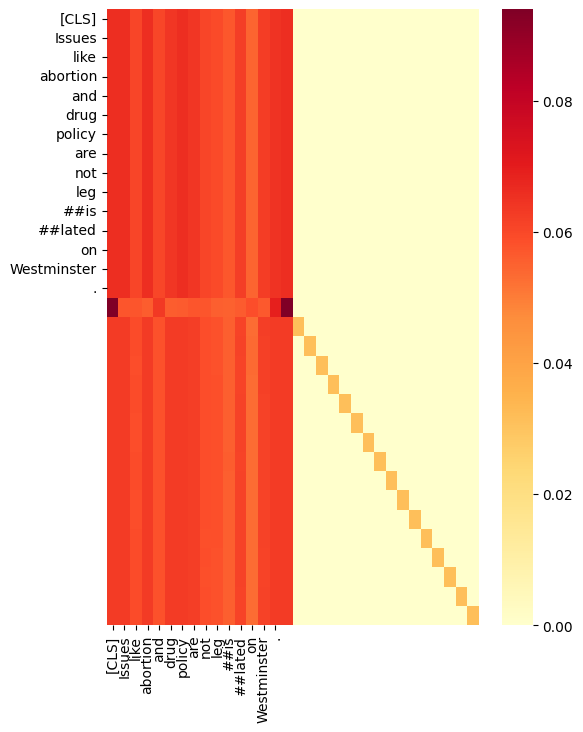 [CLS]
Issues
like
abortion
and
drug
policy
are
not
leg
##is
##lated
on
Westminster
.
0.08
0.06
0.04
0.02
0.00
[CLS]
Issues
like
abortion
and
drug
policy
are
not
leg
##is
##lated
on
Westminster
.